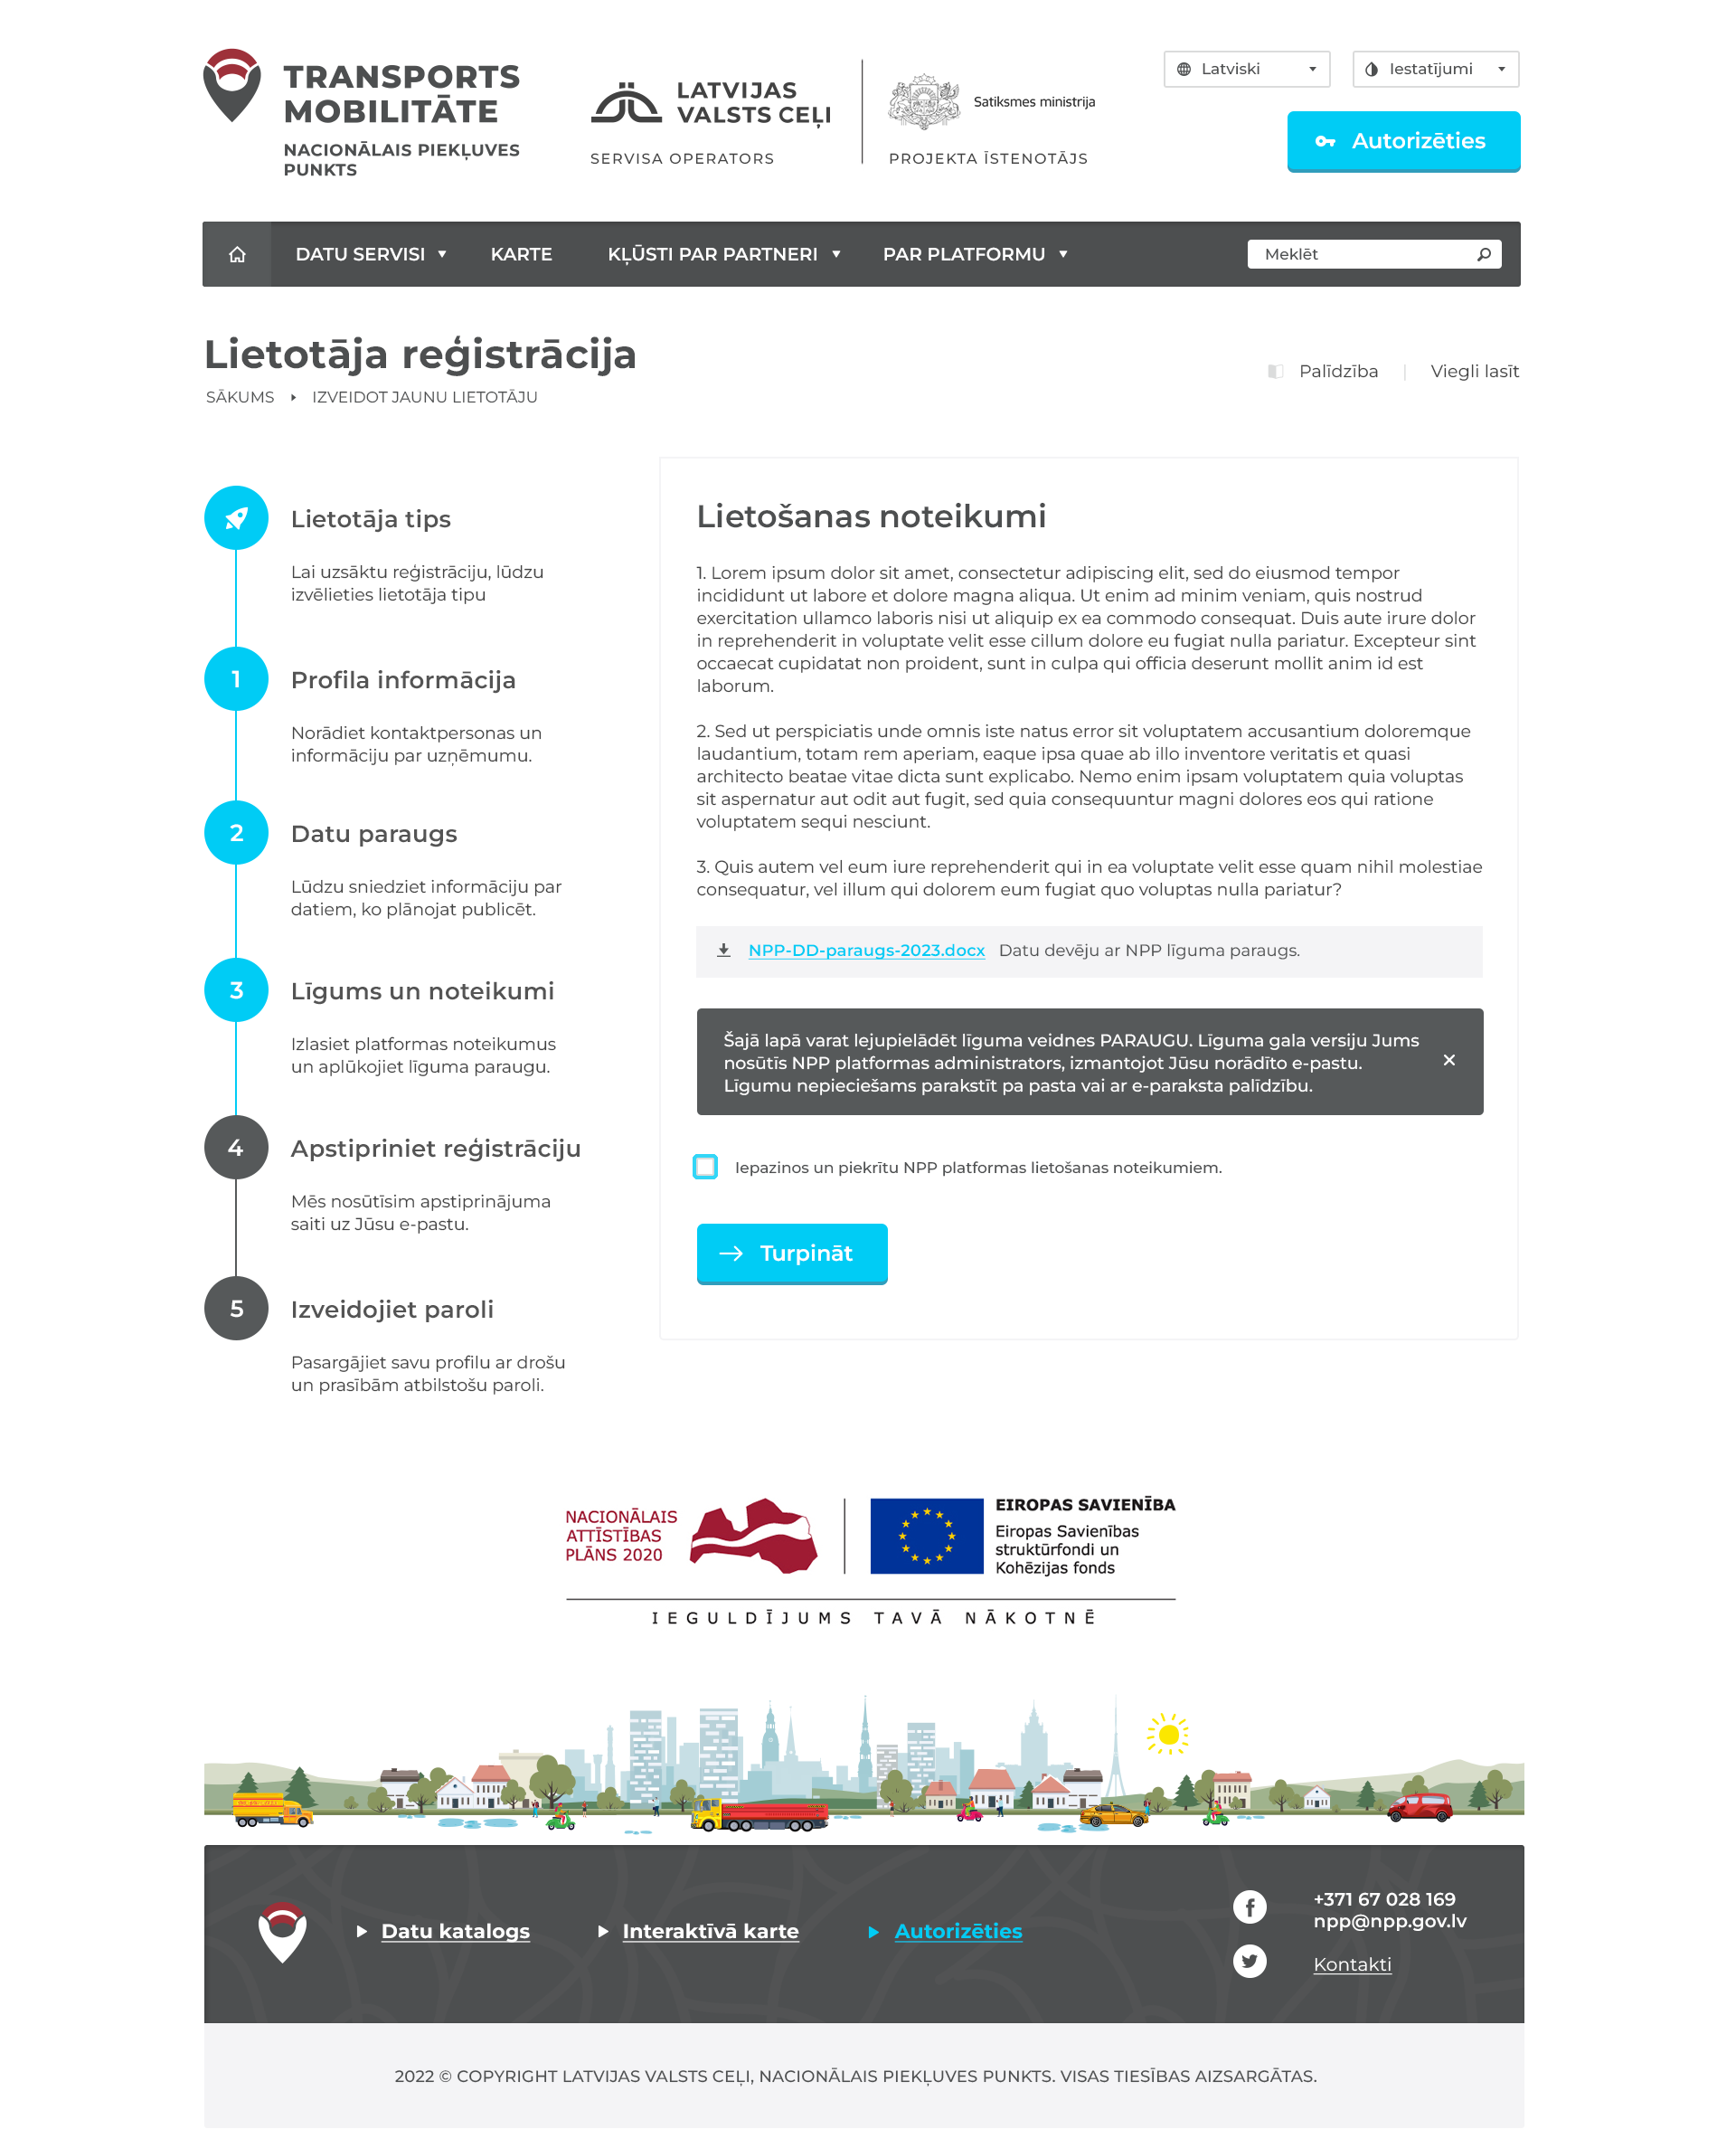 TRANSPORTS
MOBILITĀTE
NACIONĀLAIS PIEKĻUVES
PUNKTS
LATVIJAS
VALSTS CEĻI
SERVISA OPERATORS
Satiksmes ministrija
PROJEKTA ĪSTENOTĀJS
Latviski
Iestatījumi
Autorizēties
DATU SERVISI
KARTE
KĻŪSTI PAR PARTNERI
PAR PLATFORMU
Meklēt
Lietotāja reģistrācija
SĀKUMS
IZVEIDOT JAUNU LIETOTĀJU
Palīdzība
Viegli lasīt
Lietotāja tips
Lai uzsāktu reģistrāciju, lūdzu
izvēlieties lietotāja tipu
1
Profila informācija
Norādiet kontaktpersonas un
informāciju par uzņēmumu.
2
Datu paraugs
Lūdzu sniedziet informāciju par
datiem, ko plānojat publicēt.
3
Līgums un noteikumi
Izlasiet platformas noteikumus
un aplūkojiet līguma paraugu.
4
Apstipriniet reģistrāciju
Mēs nosūtīsim apstiprinājuma
saiti uz Jūsu e-pastu.
5
Izveidojiet paroli
Pasargājiet savu profilu ar drošu
un prasībām atbilstošu paroli.
Lietošanas noteikumi
1. Lorem ipsum dolor sit amet, consectetur adipiscing elit, sed do eiusmod tempor
incididunt ut labore et dolore magna aliqua. Ut enim ad minim veniam, quis nostrud
exercitation ullamco laboris nisi ut aliquip ex ea commodo consequat. Duis aute irure dolor
in reprehenderit in voluptate velit esse cillum dolore eu fugiat nulla pariatur. Excepteur sint
occaecat cupidatat non proident, sunt in culpa qui officia deserunt mollit anim id est
laborum.
2. Sed ut perspiciatis unde omnis iste natus error sit voluptatem accusantium doloremque
laudantium, totam rem aperiam, eaque ipsa quae ab illo inventore veritatis et quasi
architecto beatae vitae dicta sunt explicabo. Nemo enim ipsam voluptatem quia voluptas
sit aspernatur aut odit aut fugit, sed quia consequuntur magni dolores eos qui ratione
voluptatem sequi nesciunt.
3. Quis autem vel eum iure reprehenderit qui in ea voluptate velit esse quam nihil molestiae
consequatur, vel illum qui dolorem eum fugiat quo voluptas nulla pariatur?
NPP-DD-paraugs-2023.docx Datu devēju ar NPP līguma paraugs.
Šajā lapā varat lejupielādēt līguma veidnes PARAUGU. Līguma gala versiju Jums
nosūtīs NPP platformas administrators, izmantojot Jūsu norādīto e-pastu.
Līgumu nepieciešams parakstīt pa pasta vai ar e-paraksta palīdzību.
Iepazinos un piekrītu NPP platformas lietošanas noteikumiem.
Turpināt
NACIONĀLAIS
ATTĪSTĪBAS
PLĀNS 2020
EIROPAS SAVIENĪBA
Eiropas Savienības
struktūrfondi un
Kohēzijas fonds
IEGULDĪJUMS TAVĀ NĀKOTNĒ
Datu katalogs
Interaktīvā karte
Autorizēties
+371 67 028 169
npp@npp.gov.lv
Kontakti
2022 © COPYRIGHT LATVIJAS VALSTS CEĻI, NACIONĀLAIS PIEKĻUVES PUNKTS. VISAS TIESĪBAS AIZSARGĀTAS.